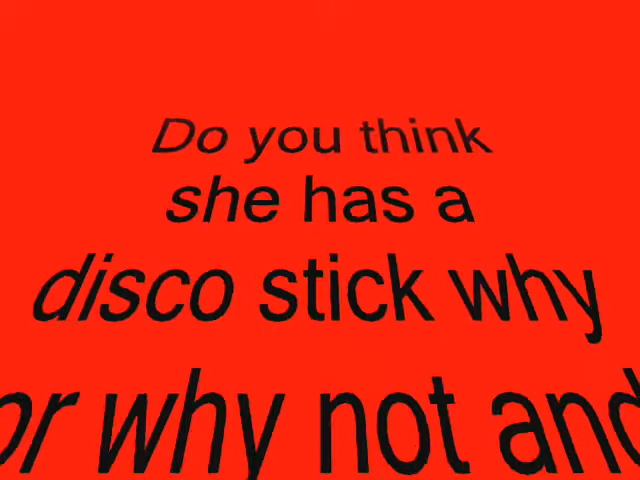 Do you think
she has a
disco stick why
or why not and